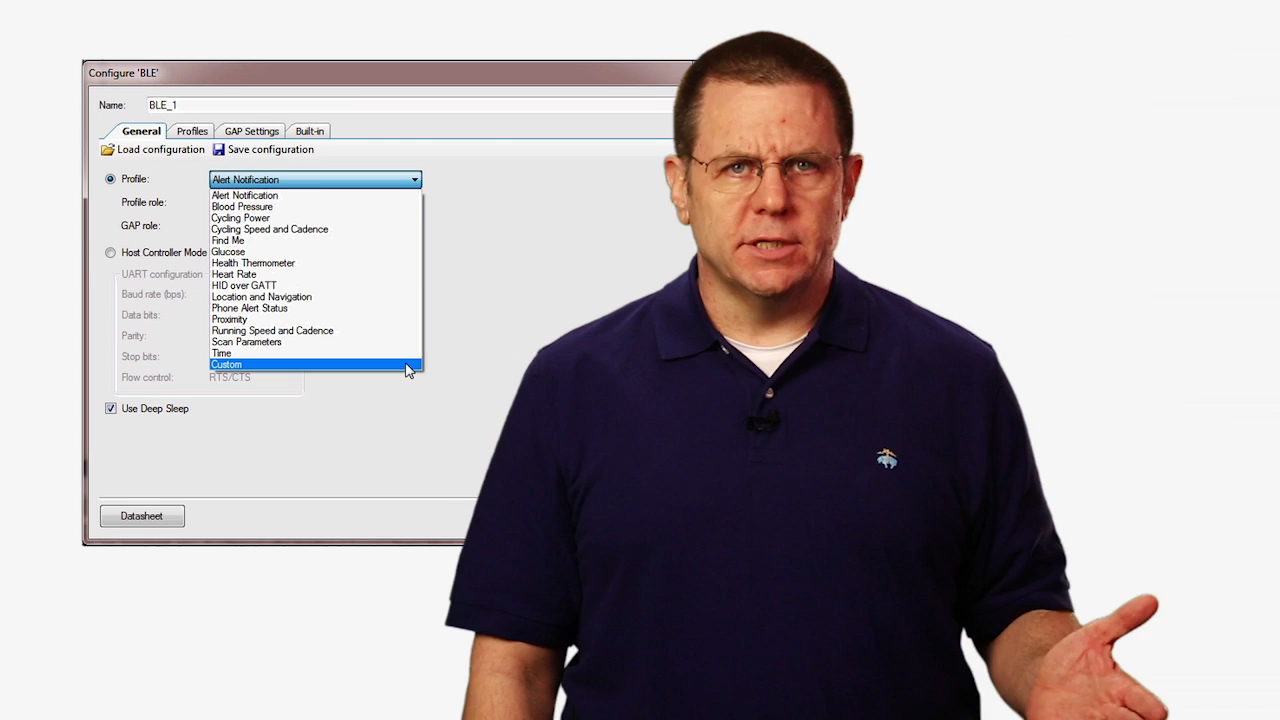 Configure 'BLE'
Name: BLE_1
General Profiles GAP Settings Built-in
Load configuration Save configuration
Profile: Alert Notification
Alert Notification
Profile role:
Blood Pressure
Cycling Power
GAP role:
Cycling Speed and Cadence
Find Me
Host Controller Mode
Glucose
Health Thermometer
UART configuration
Heart Rate
HID over GATT
Baud rate (bps):
Location and Navigation
Phone Alert Status
Data bits:
Proximity
Running Speed and Cadence
Parity:
Scan Parameters
Stop bits:
Time
Custom
Flow control: RTS/CTS
Use Deep Sleep
Datasheet